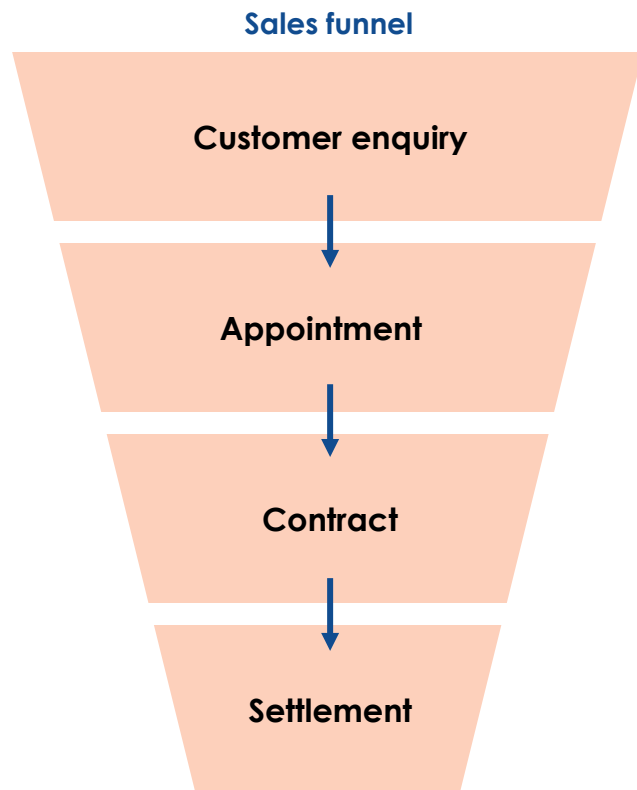 Sales funnel
Customer enquiry
Appointment
Contract
Settlement